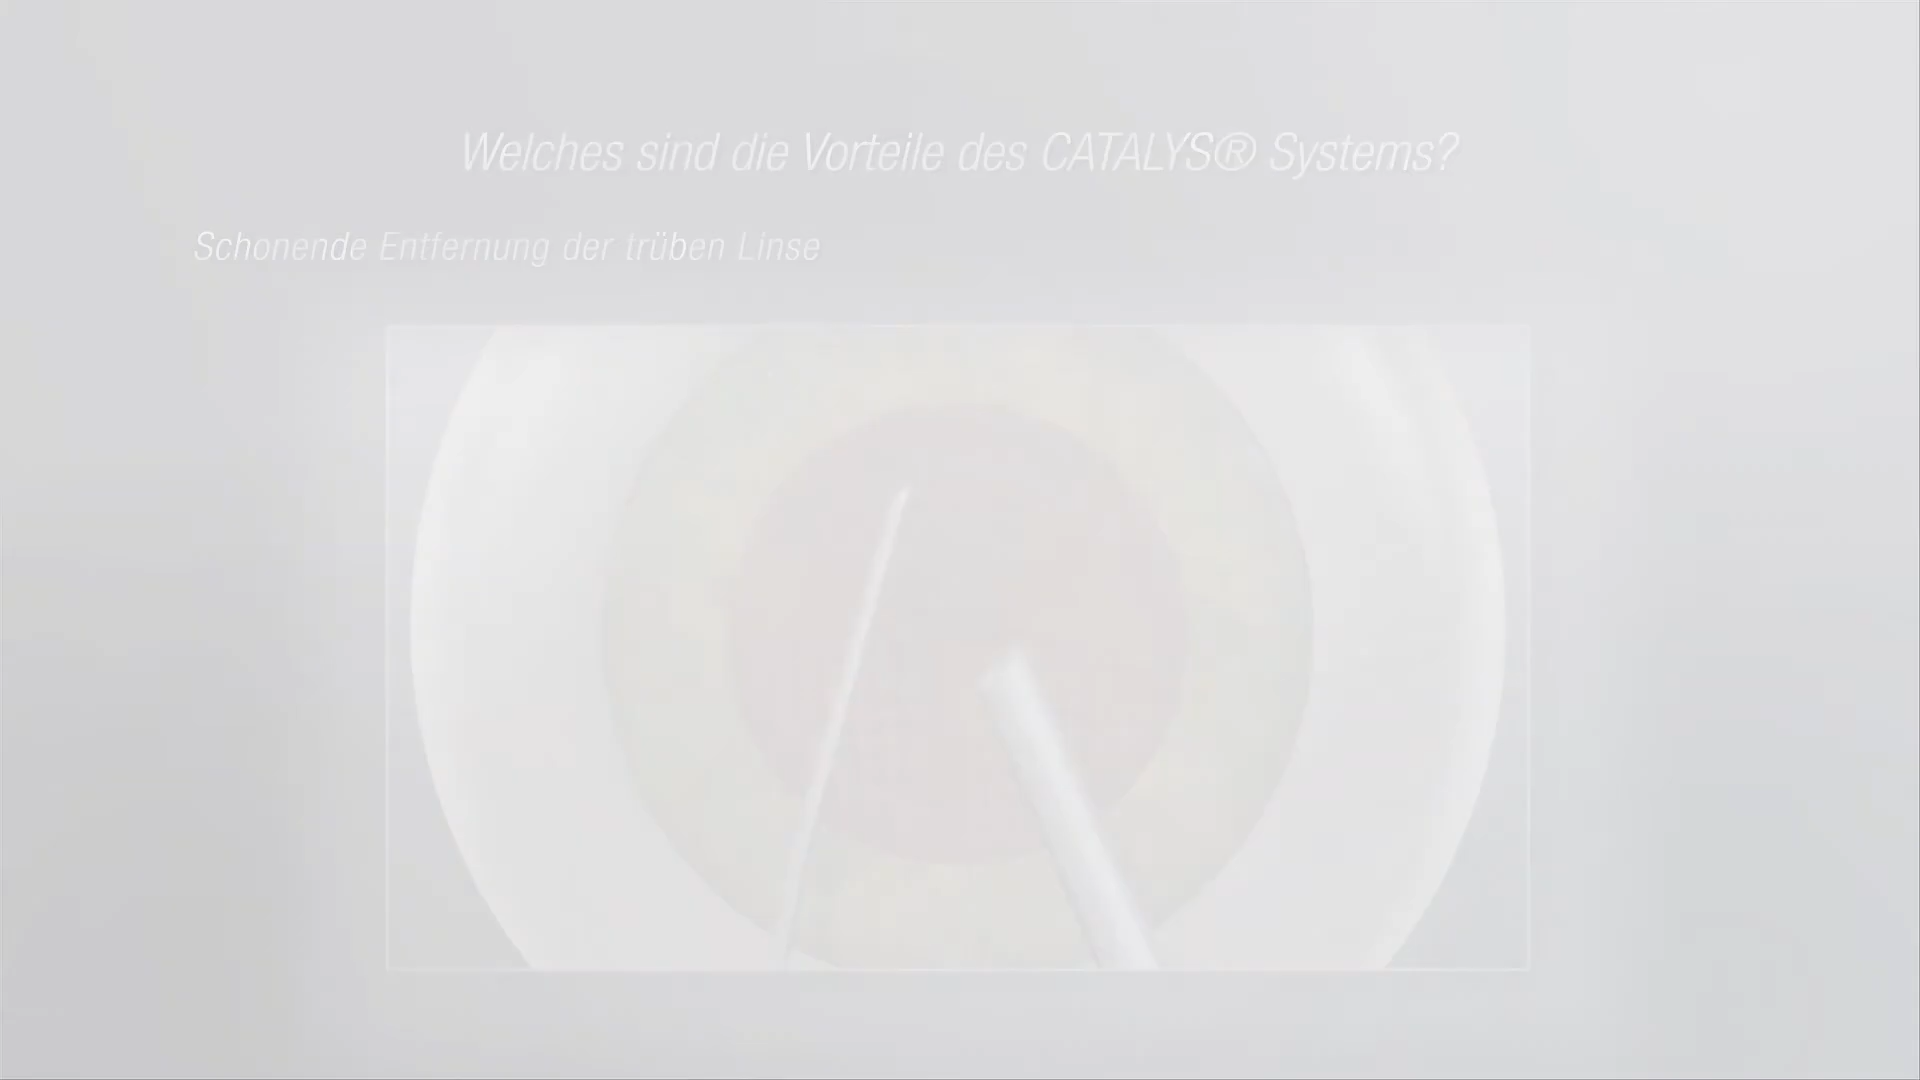 Welches sind die Vorteile des CATALYS® Systems?
Schonende Entfernung der trüben Linse